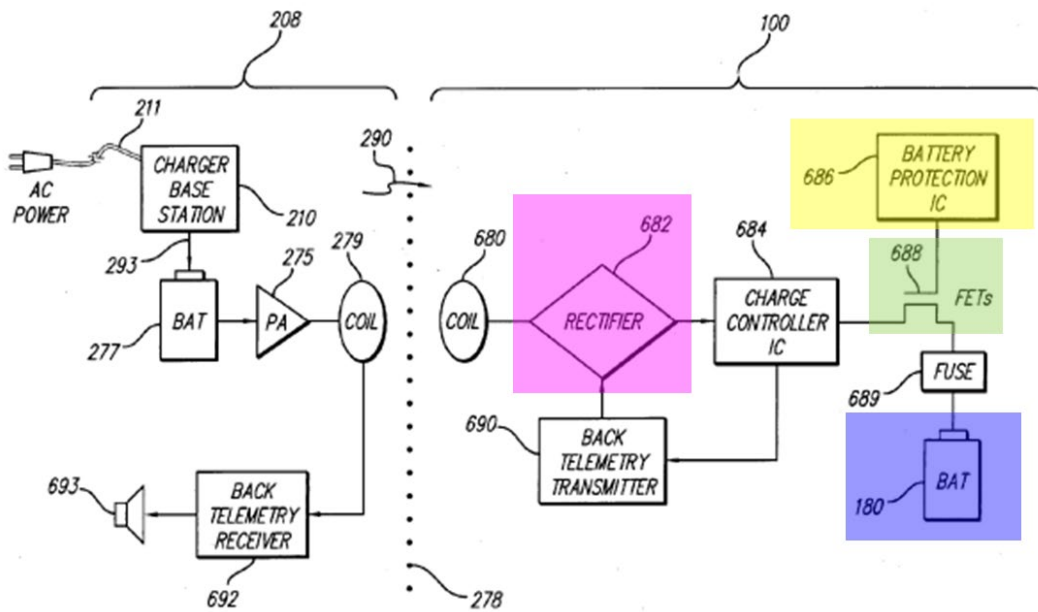 208
100
211
AC
POWER
CHARGER
BASE
STATION
210
290
293
279
275
277
BAT
PA
COIL
680
COIL
682
RECTIFIER
684
CHARGE
CONTROLLER
IC
686
BATTERY
PROTECTION
IC
688
FETs
FUSE
689
180
BAT
690
BACK
TELEMETRY
TRANSMITTER
693
BACK
TELEMETRY
RECEIVER
692
278